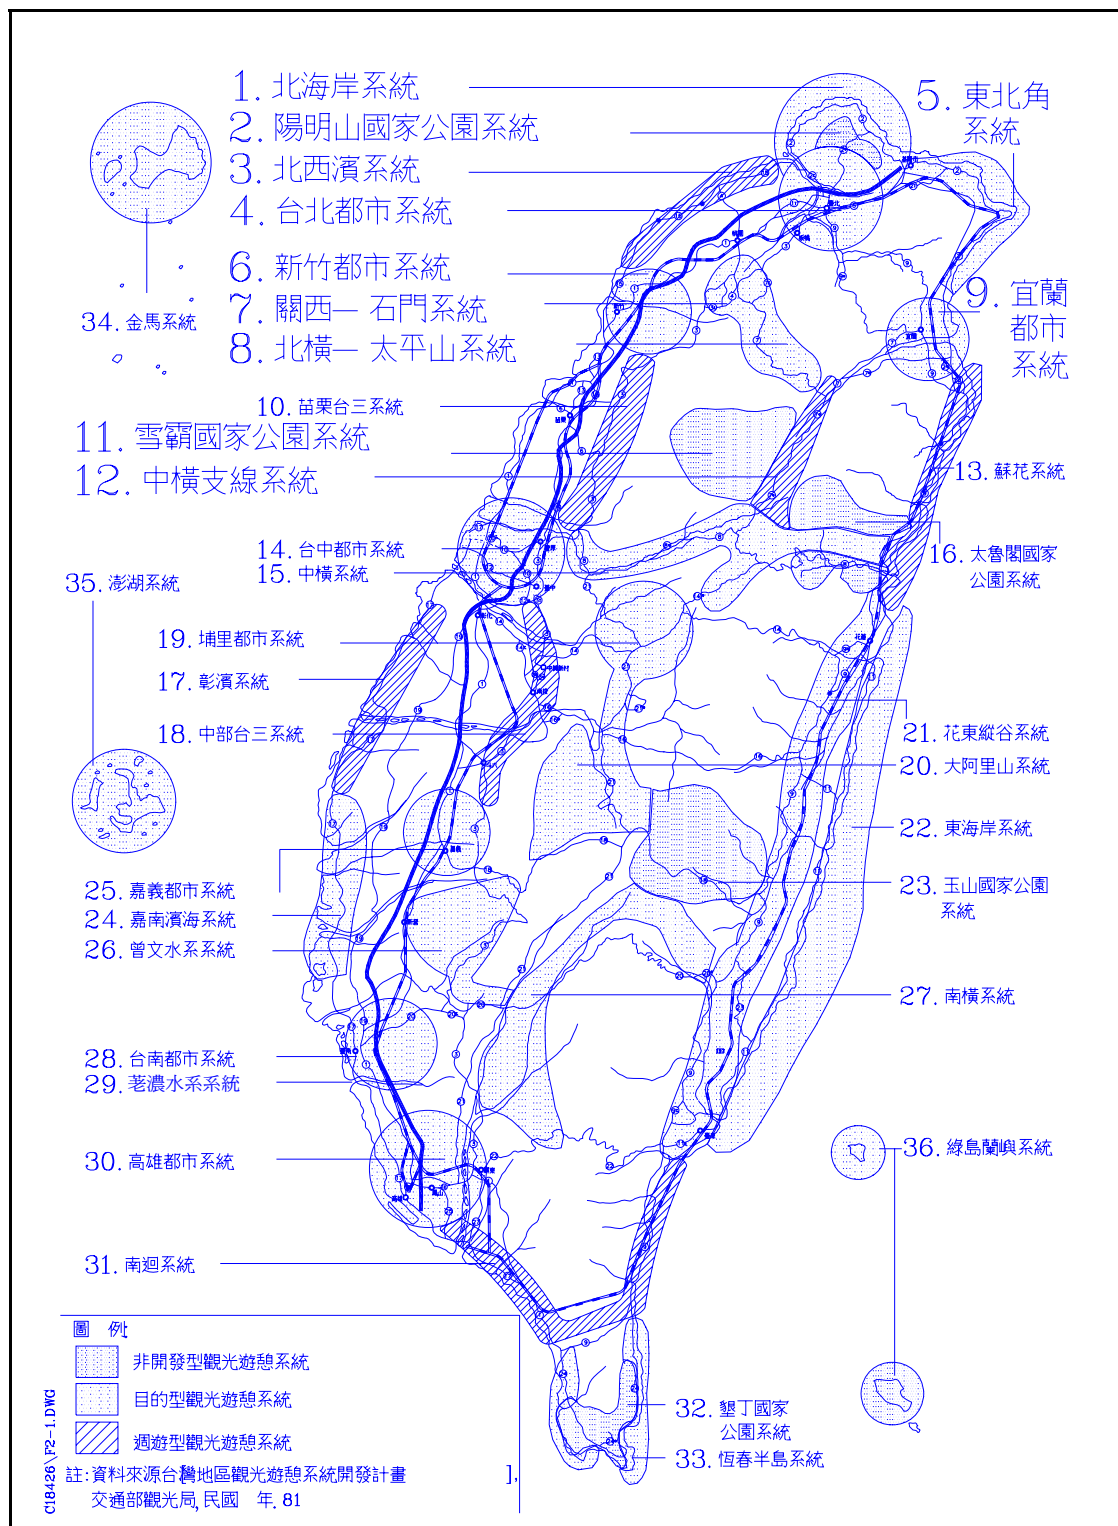 1. 北海岸系統
2. 陽明山國家公園系統
3. 北西濱系統
4. 台北都市系統
5. 東北角
系統
6. 新竹都市系統
7. 關西─石門系統
8. 北橫─太平山系統
9. 宜蘭
都市
系統
34. 金馬系統
10. 苗栗台三系統
11. 雪霸國家公園系統
12. 中橫支線系統
13. 蘇花系統
14. 台中都市系統
15. 中橫系統
16. 太魯閣國家
公園系統
35. 澎湖系統
19. 埔里都市系統
17. 彰濱系統
18. 中部台三系統
21. 花東縱谷系統
20. 大阿里山系統
22. 東海岸系統
23. 玉山國家公園
系統
25. 嘉義都市系統
24. 嘉南濱海系統
26. 曾文水系系統
27. 南橫系統
28. 台南都市系統
29. 荖濃水系系統
30. 高雄都市系統
36. 綠島蘭嶼系統
31. 南迴系統
32. 墾丁國家
公園系統
33. 恆春半島系統
圖 例:
非開發型觀光遊憩系統
目的型觀光遊憩系統
週遊型觀光遊憩系統
註:資料來源台灣地區觀光遊憩系統開發計畫 ],
交通部觀光局,民國 年. 81
C18426\F2-1.DWG